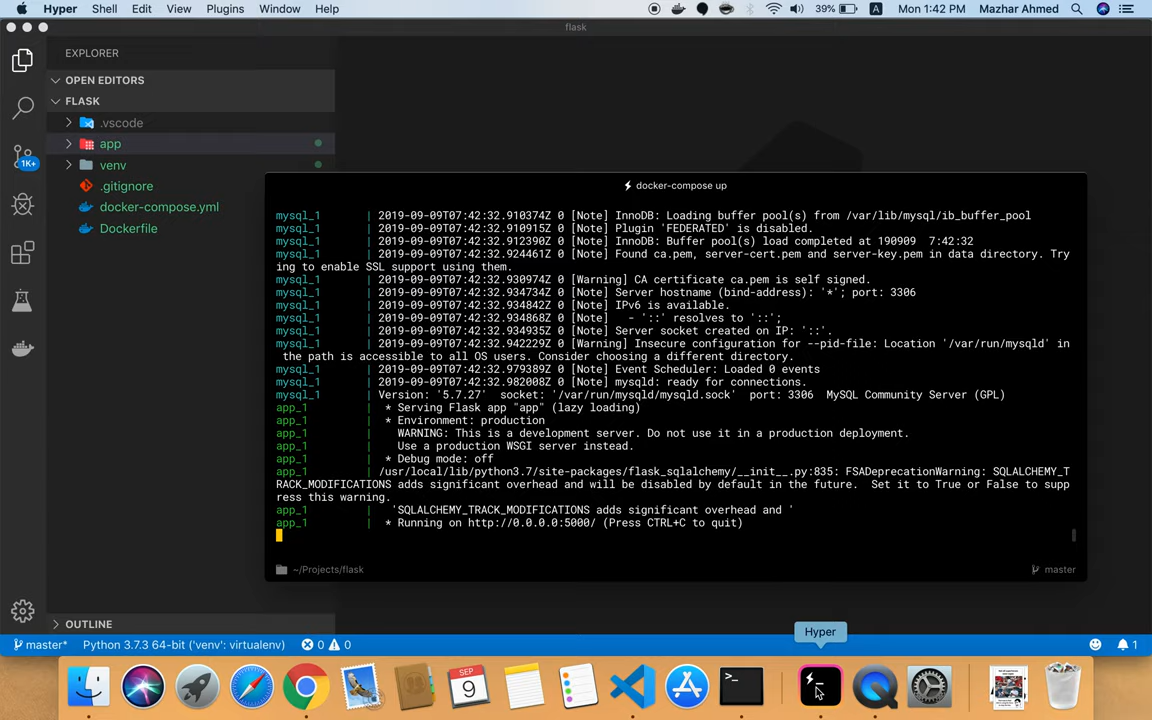 Hyper Shell Edit View Plugins Window Help 39% A Mon 1:42 PM Mazhar Ahmed
flask
EXPLORER
OPEN EDITORS
FLASK
.vscode
app
venv
.gitignore
docker-compose.yml
Dockerfile
1K+
docker-compose up
mysql_1 | 2019-09-09T07:42:32.910374Z 0 [Note] InnoDB: Loading buffer pool(s) from /var/lib/mysql/ib_buffer_pool
mysql_1 | 2019-09-09T07:42:32.910915Z 0 [Note] Plugin 'FEDERATED' is disabled.
mysql_1 | 2019-09-09T07:42:32.912390Z 0 [Note] InnoDB: Buffer pool(s) load completed at 190909 7:42:32
mysql_1 | 2019-09-09T07:42:32.924461Z 0 [Note] Found ca.pem, server-cert.pem and server-key.pem in data directory. Try
ing to enable SSL support using them.
mysql_1 | 2019-09-09T07:42:32.930974Z 0 [Warning] CA certificate ca.pem is self signed.
mysql_1 | 2019-09-09T07:42:32.934734Z 0 [Note] Server hostname (bind-address): '*'; port: 3306
mysql_1 | 2019-09-09T07:42:32.934842Z 0 [Note] IPv6 is available.
mysql_1 | 2019-09-09T07:42:32.934868Z 0 [Note] - '::' resolves to '::';
mysql_1 | 2019-09-09T07:42:32.934935Z 0 [Note] Server socket created on IP: '::'.
mysql_1 | 2019-09-09T07:42:32.942229Z 0 [Warning] Insecure configuration for --pid-file: Location '/var/run/mysqld' in
the path is accessible to all OS users. Consider choosing a different directory.
mysql_1 | 2019-09-09T07:42:32.979389Z 0 [Note] Event Scheduler: Loaded 0 events
mysql_1 | 2019-09-09T07:42:32.982008Z 0 [Note] mysqld: ready for connections.
mysql_1 | Version: '5.7.27' socket: '/var/run/mysqld/mysqld.sock' port: 3306 MySQL Community Server (GPL)
app_1 | * Serving Flask app "app" (lazy loading)
app_1 | * Environment: production
app_1 | WARNING: This is a development server. Do not use it in a production deployment.
app_1 | Use a production WSGI server instead.
app_1 | * Debug mode: off
app_1 | /usr/local/lib/python3.7/site-packages/flask_sqlalchemy/__init__.py:835: FSADeprecationWarning: SQLALCHEMY_T
RACK_MODIFICATIONS adds significant overhead and will be disabled by default in the future. Set it to True or False to supp
ress this warning.
app_1 | 'SQLALCHEMY_TRACK_MODIFICATIONS adds significant overhead and '
app_1 | * Running on http://0.0.0.0:5000/ (Press CTRL+C to quit)
~/Projects/flask master
OUTLINE
Hyper
master* Python 3.7.3 64-bit ('venv': virtualenv) 0 0 1
SEP
9